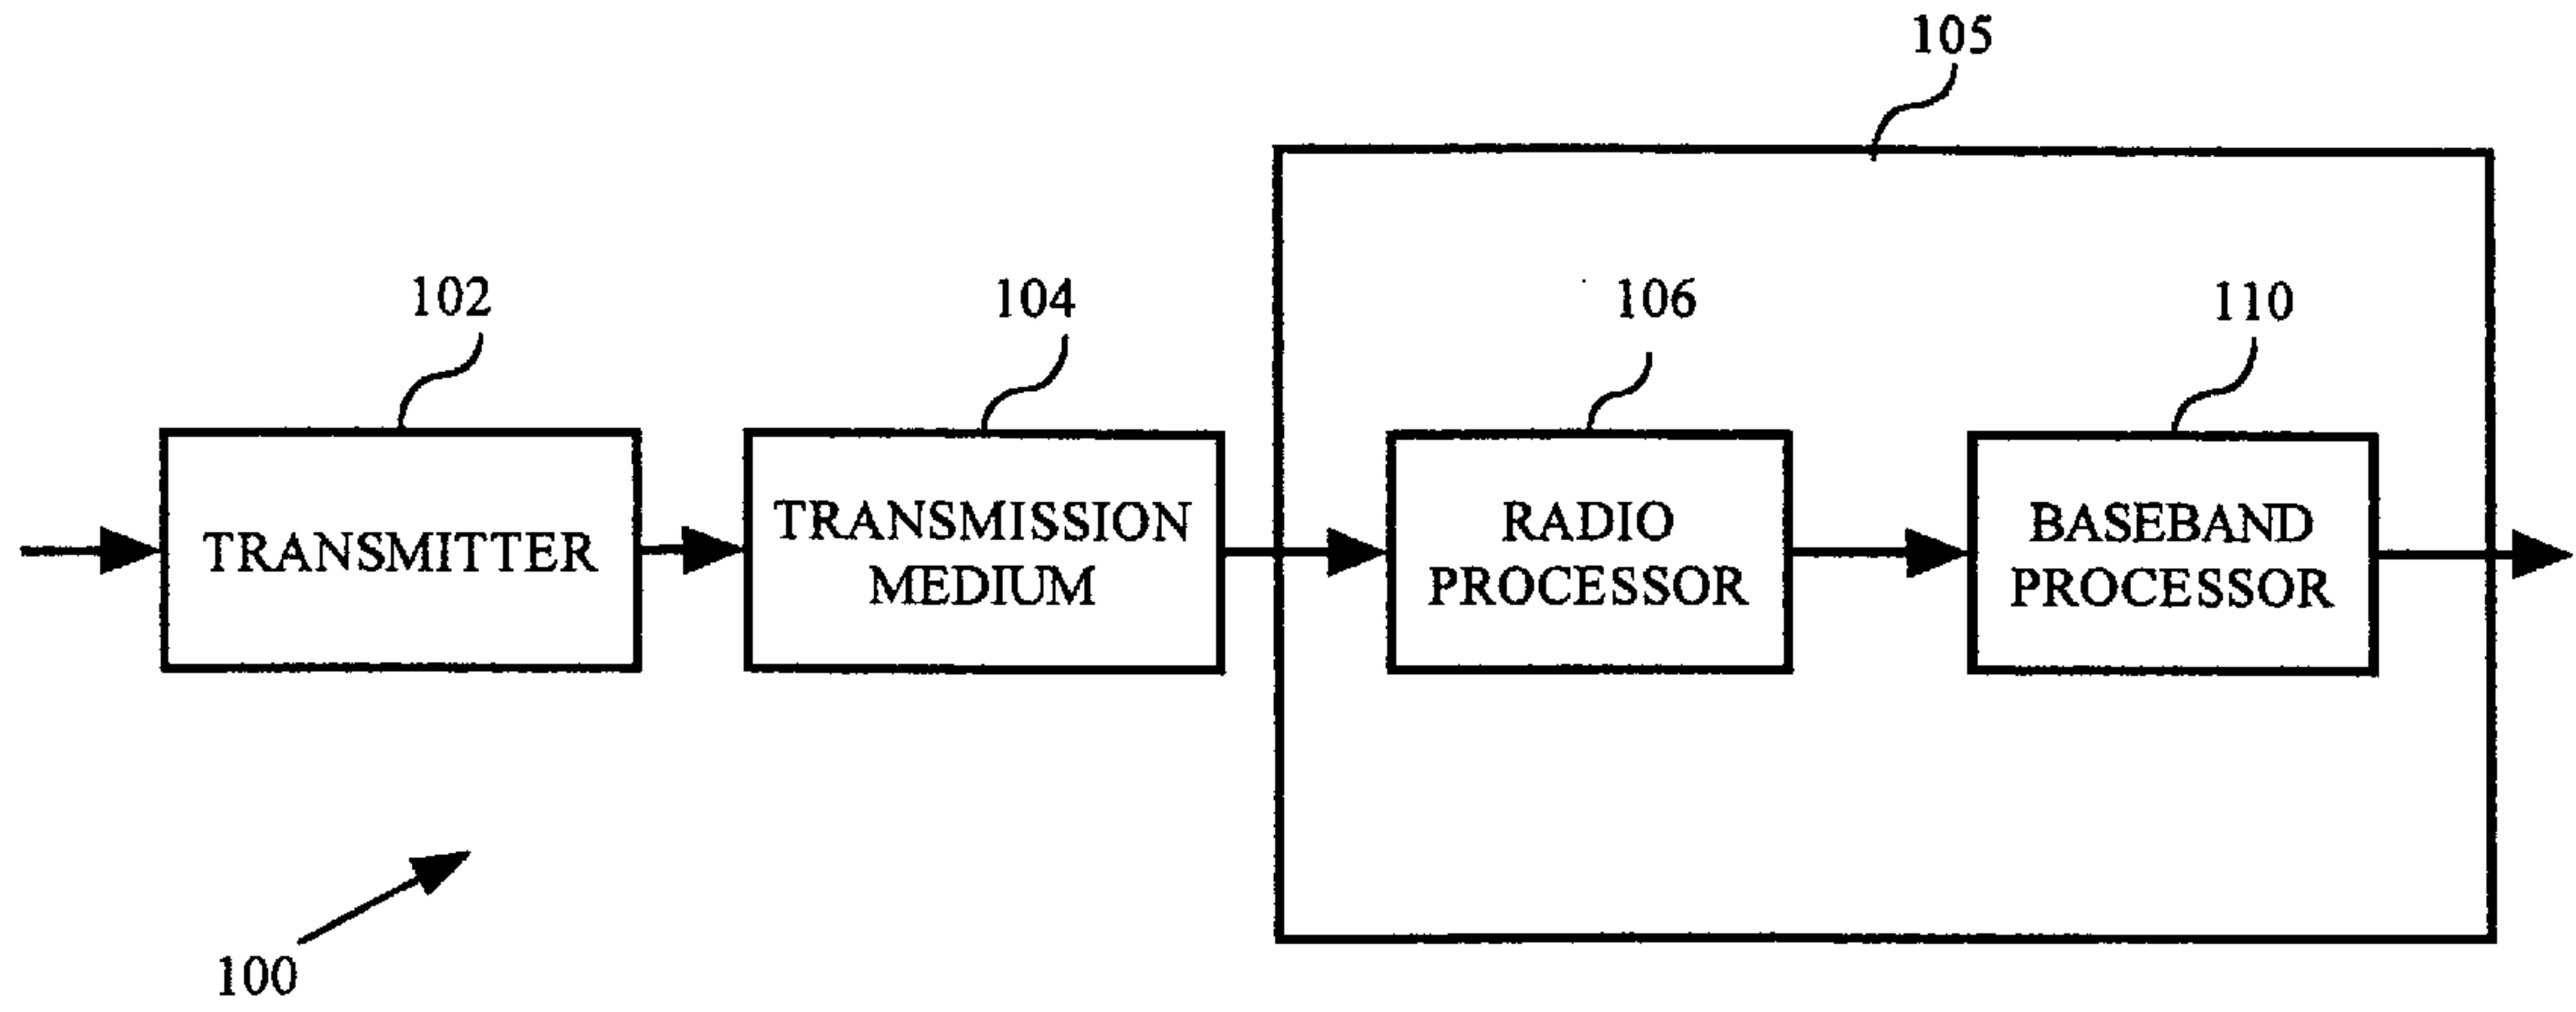 105
102
104
106
110
TRANSMITTER
TRANSMISSION
MEDIUM
RADIO
PROCESSOR
BASEBAND
PROCESSOR
100